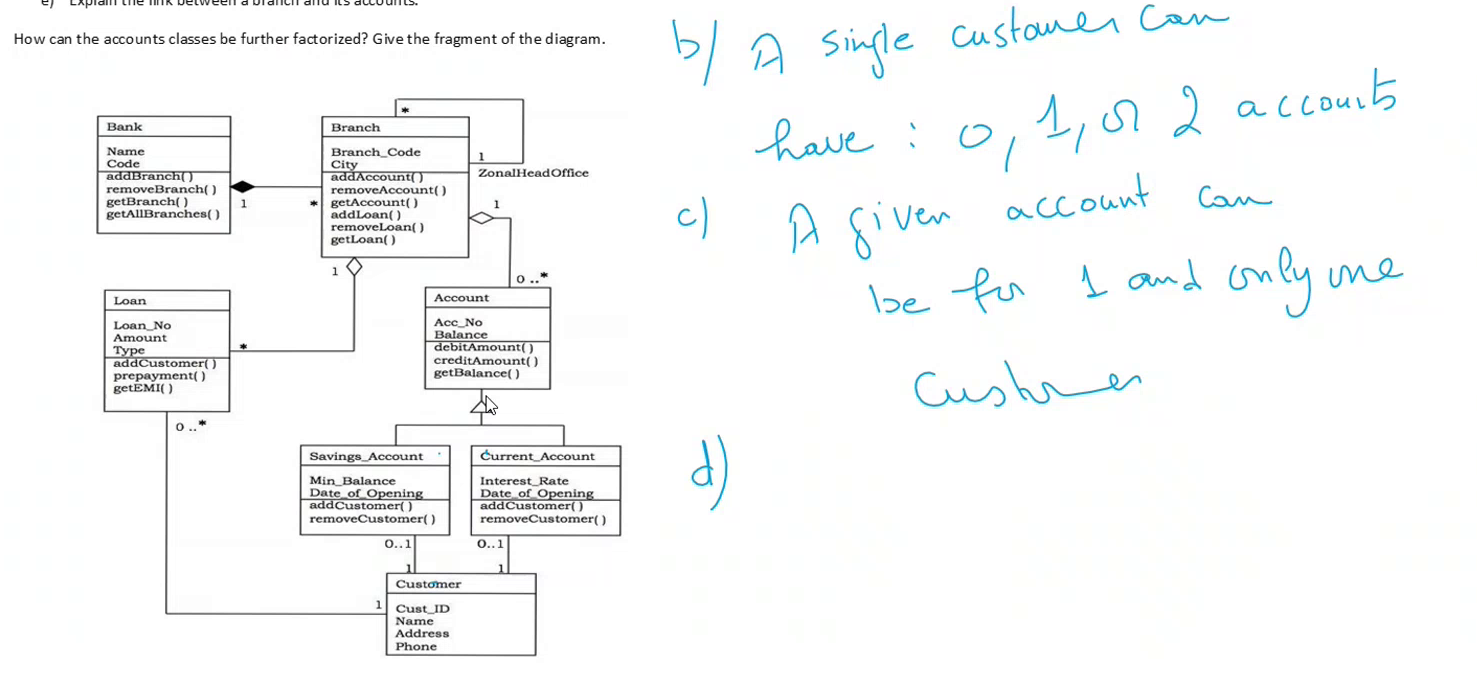 e) Explain the link between a branch and its accounts.
How can the accounts classes be further factorized? Give the fragment of the diagram.
*
Bank
Name
Code
addBranch( )
removeBranch( )
getBranch( )
getAllBranches( )
1
*
Branch
Branch_Code
City
addAccount( )
removeAccount( )
getAccount( )
addLoan( )
removeLoan( )
getLoan( )
1
ZonalHeadOffice
1
1
0 ..*
Loan
Loan_No
Amount
Type
addCustomer( )
prepayment( )
getEMI( )
*
0 ..*
Account
Acc_No
Balance
debitAmount( )
creditAmount( )
getBalance( )
Savings_Account
Min_Balance
Date_of_Opening
addCustomer( )
removeCustomer( )
Current_Account
Interest_Rate
Date_of_Opening
addCustomer( )
removeCustomer( )
0..1
0..1
1
1
1
Customer
Cust_ID
Name
Address
Phone
b) A single customer can
have : 0, 1, or 2 accounts
c) A given account can
be for 1 and only one
Customer
d)